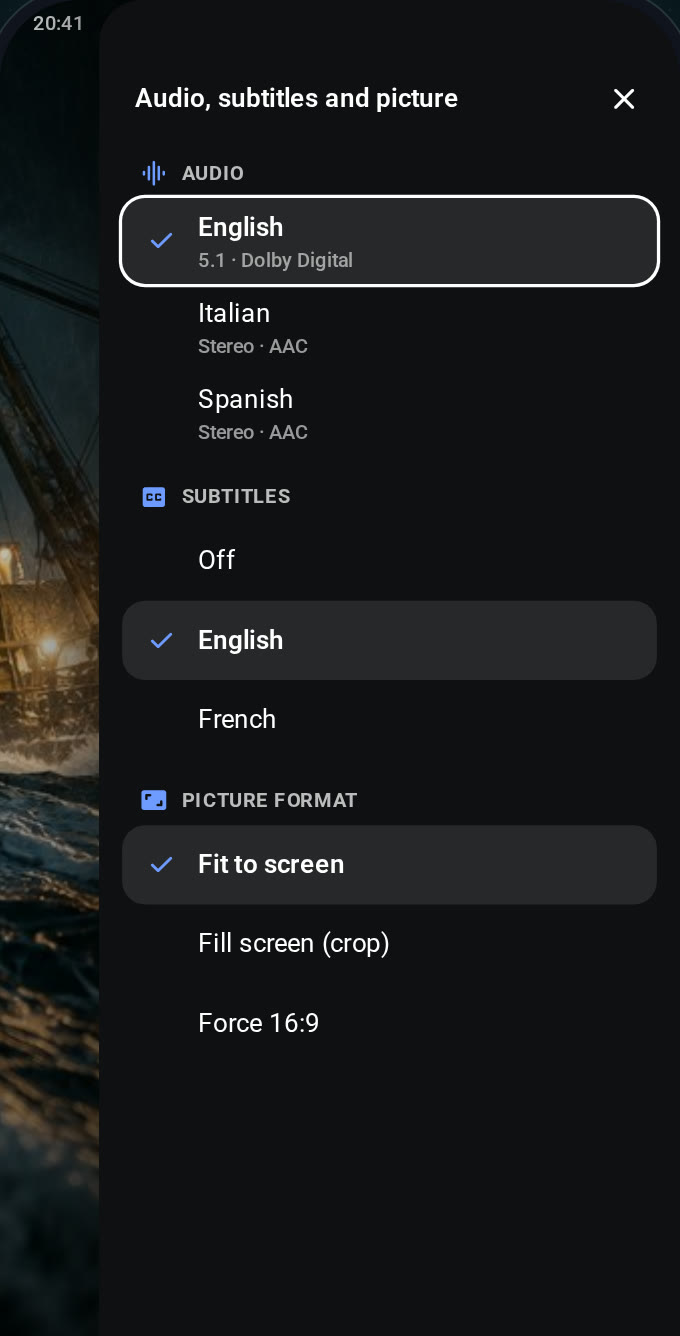 20:41
Audio, subtitles and picture
AUDIO
English
5.1 · Dolby Digital
Italian
Stereo · AAC
Spanish
Stereo · AAC
CC SUBTITLES
Off
English
French
PICTURE FORMAT
Fit to screen
Fill screen (crop)
Force 16:9